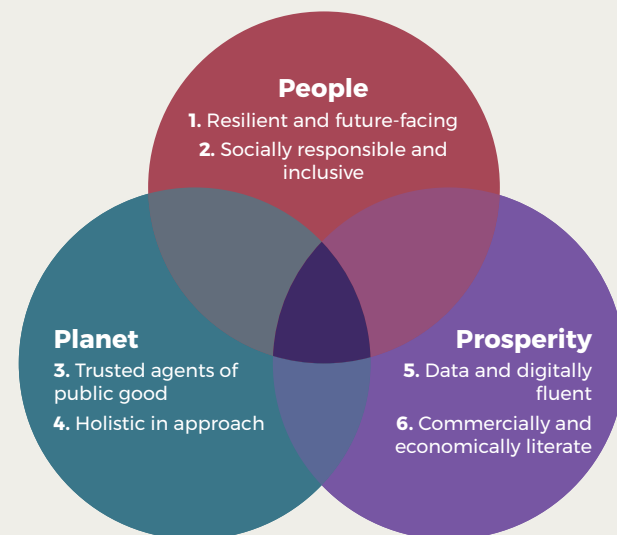 People
1. Resilient and future-facing
2. Socially responsible and
inclusive
Planet
3. Trusted agents of
public good
4. Holistic in approach
Prosperity
5. Data and digitally
fluent
6. Commercially and
economically literate